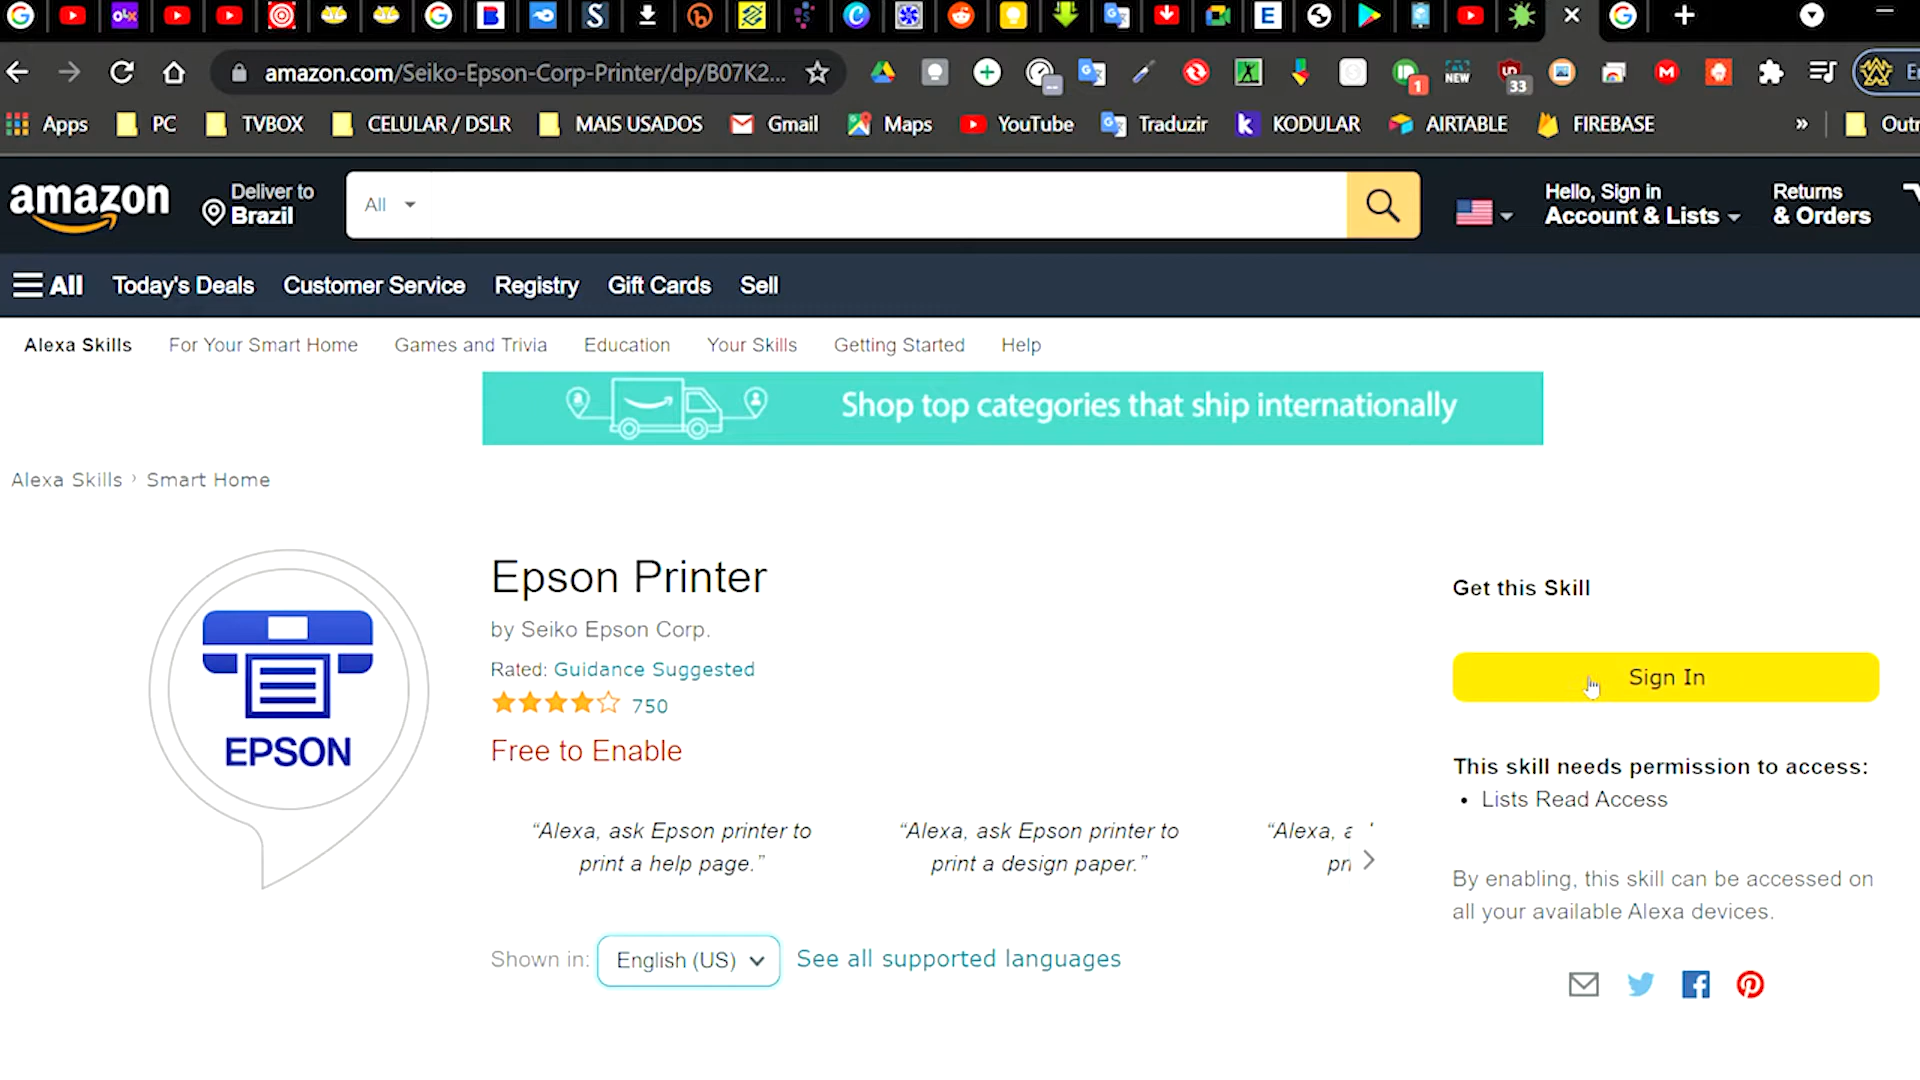 amazon.com/Seiko-Epson-Corp-Printer/dp/B07K2...
Apps PC TVBOX CELULAR / DSLR MAIS USADOS Gmail Maps YouTube Traduzir KODULAR AIRTABLE FIREBASE » Outr
amazon
Deliver to
Brazil
All
Hello, Sign in
Account & Lists
Returns
& Orders
All Today's Deals Customer Service Registry Gift Cards Sell
Alexa Skills For Your Smart Home Games and Trivia Education Your Skills Getting Started Help
Shop top categories that ship internationally
Alexa Skills › Smart Home
EPSON
Epson Printer
by Seiko Epson Corp.
Rated: Guidance Suggested
750
Free to Enable
“Alexa, ask Epson printer to
print a help page.”
“Alexa, ask Epson printer to
print a design paper.”
“Alexa, a
pri
Shown in: English (US) See all supported languages
Get this Skill
Sign In
This skill needs permission to access:
• Lists Read Access
By enabling, this skill can be accessed on
all your available Alexa devices.